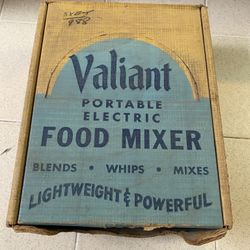 Valiant
PORTABLE
ELECTRIC
FOOD MIXER
BLENDS • WHIPS • MIXES
LIGHTWEIGHT & POWERFUL